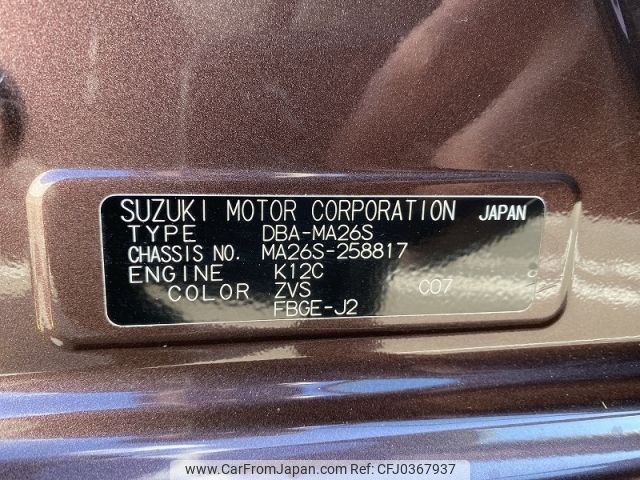 SUZUKI MOTOR CORPORATION JAPAN
TYPE DBA-MA26S
CHASSIS NO. MA26S-258817
ENGINE K12C
COLOR ZVS C07
FBGE-J2
www.CarFromJapan.com | ID:CFJ0367937